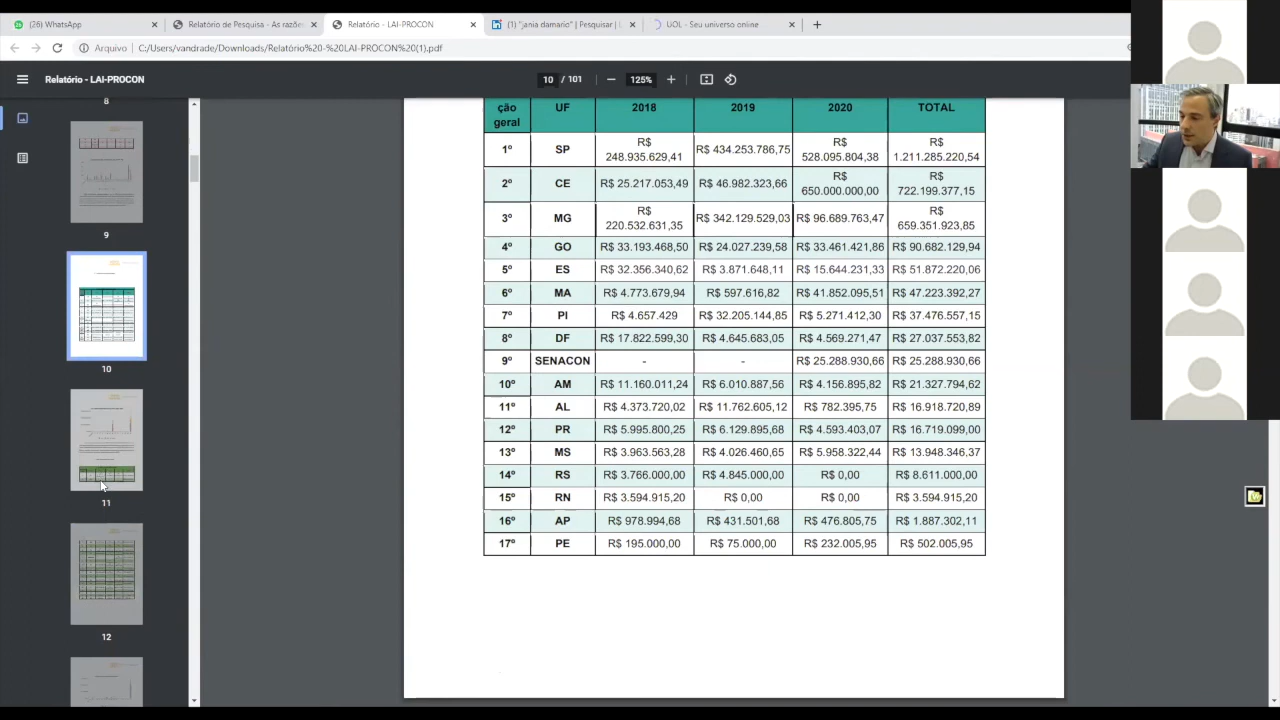 (26) WhatsApp
Relatório de Pesquisa - As razõe
Relatório - LAI-PROCON
(1) "jania damario" | Pesquisar | L
UOL - Seu universo online
Arquivo C:/Users/vandrade/Downloads/Relatório%20-%20LAI-PROCON%20(1).pdf
Relatório - LAI-PROCON
10 / 101
125%
8
9
10
11
12
ção geral UF 2018 2019 2020 TOTAL
1º SP R$ 248.935.629,41 R$ 434.253.786,75 R$ 528.095.804,38 R$ 1.211.285.220,54
2º CE R$ 25.217.053,49 R$ 46.982.323,66 R$ 650.000.000,00 R$ 722.199.377,15
3º MG R$ 220.532.631,35 R$ 342.129.529,03 R$ 96.689.763,47 R$ 659.351.923,85
4º GO R$ 33.193.468,50 R$ 24.027.239,58 R$ 33.461.421,86 R$ 90.682.129,94
5º ES R$ 32.356.340,62 R$ 3.871.648,11 R$ 15.644.231,33 R$ 51.872.220,06
6º MA R$ 4.773.679,94 R$ 597.616,82 R$ 41.852.095,51 R$ 47.223.392,27
7º PI R$ 4.657.429 R$ 32.205.144,85 R$ 5.271.412,30 R$ 37.476.557,15
8º DF R$ 17.822.599,30 R$ 4.645.683,05 R$ 4.569.271,47 R$ 27.037.553,82
9º SENACON - - R$ 25.288.930,66 R$ 25.288.930,66
10º AM R$ 11.160.011,24 R$ 6.010.887,56 R$ 4.156.895,82 R$ 21.327.794,62
11º AL R$ 4.373.720,02 R$ 11.762.605,12 R$ 782.395,75 R$ 16.918.720,89
12º PR R$ 5.995.800,25 R$ 6.129.895,68 R$ 4.593.403,07 R$ 16.719.099,00
13º MS R$ 3.963.563,28 R$ 4.026.460,65 R$ 5.958.322,44 R$ 13.948.346,37
14º RS R$ 3.766.000,00 R$ 4.845.000,00 R$ 0,00 R$ 8.611.000,00
15º RN R$ 3.594.915,20 R$ 0,00 R$ 0,00 R$ 3.594.915,20
16º AP R$ 978.994,68 R$ 431.501,68 R$ 476.805,75 R$ 1.887.302,11
17º PE R$ 195.000,00 R$ 75.000,00 R$ 232.005,95 R$ 502.005,95